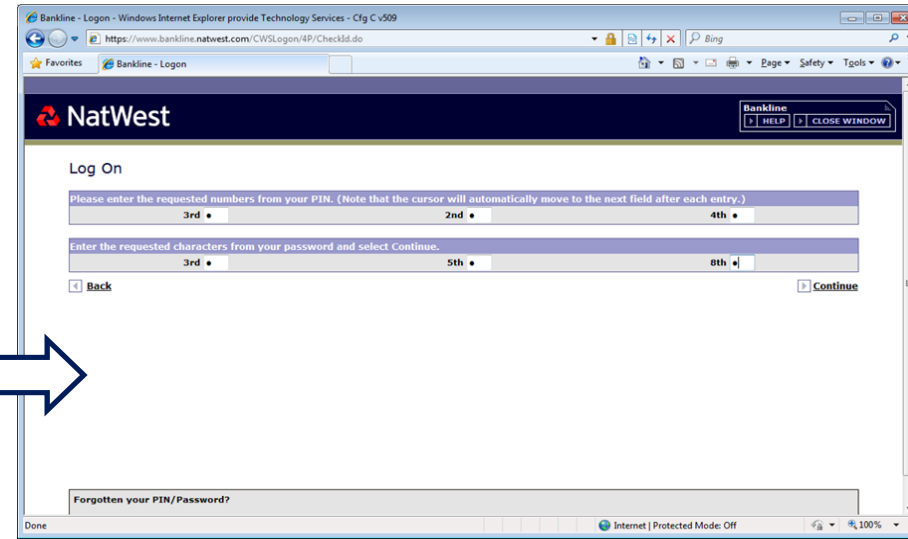 Bankline - Logon - Windows Internet Explorer provide Technology Services - Cfg C v509
https://www.bankline.natwest.com/CWSLogon/4P/CheckId.do Bing
Favorites Bankline - Logon Page Safety Tools
NatWest
Bankline
HELP CLOSE WINDOW
Log On
Please enter the requested numbers from your PIN. (Note that the cursor will automatically move to the next field after each entry.)
3rd 2nd 4th
Enter the requested characters from your password and select Continue.
3rd 5th 8th
Back Continue
Forgotten your PIN/Password?
Done Internet | Protected Mode: Off 100%